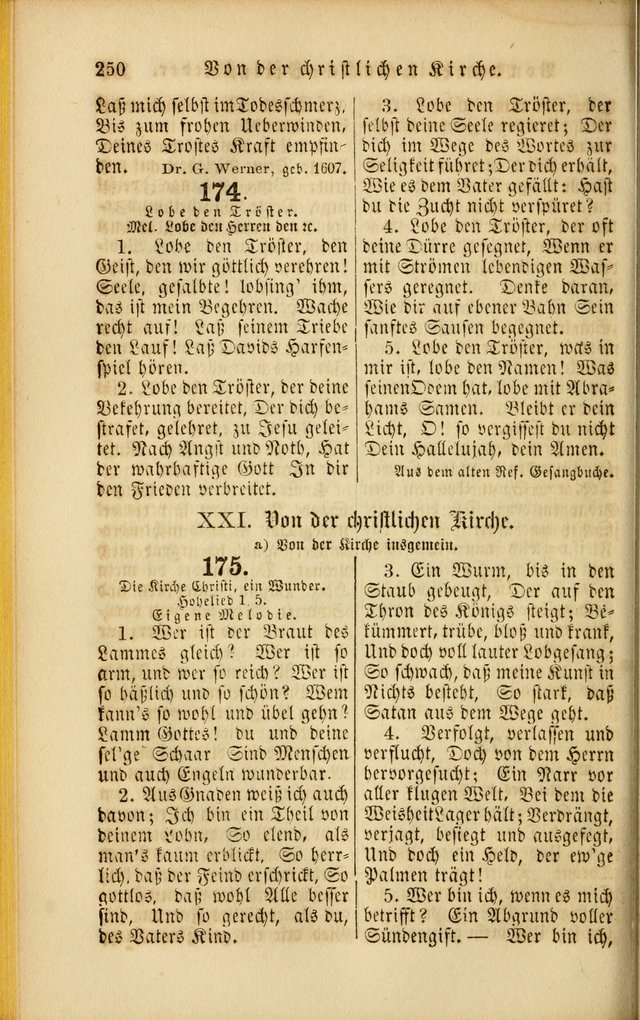 250 Von der christlichen Kirche.
Laß mich selbst im Todesschmerz,
Bis zum frohen Ueberwinden,
Deines Trostes Kraft empfin-
den. Dr. G. Werner, geb. 1607.
174.
Lobe den Tröster.
Mel. Lobe den Herren den ꝛc.
1. Lobe den Tröster, den
Geist, den wir göttlich verehren!
Seele, gesalbte! lobsing' ihm,
das ist mein Begehren. Wache
recht auf! Laß seinem Triebe
den Lauf! Laß Davids Harfen-
spiel hören.
2. Lobe den Tröster, der deine
Bekehrung bereitet, Der dich be-
strafet, gelehret, zu Jesu gelei-
tet. Nach Angst und Noth, Hat
der wahrhaftige Gott In dir
den Frieden verbreitet.
3. Lobe den Tröster, der
selbst deine Seele regieret; Der
dich im Wege des Wortes zur
Seligkeit führet; Der dich erhält,
Wie es dem Vater gefällt: Hast
du die Zucht nicht verspüret?
4. Lobe den Tröster, der oft
deine Dürre gesegnet, Wenn er
mit Strömen lebendigen Was-
sers geregnet. Denke daran,
Wie dir auf ebener Bahn Sein
sanftes Sausen begegnet.
5. Lobe den Tröster, was in
mir ist, lobe den Namen! Was
seinen Odem hat, lobe mit Abra-
hams Samen. Bleibt er dein
Licht, O! so vergissest du nicht
Dein Hallelujah, dein Amen.
Aus dem alten Ref. Gesangbuche.
XXI. Von der christlichen Kirche.
a) Von der Kirche insgemein.
175.
Die Kirche Christi, ein Wunder.
Hohelied 1, 5.
Eigene Melodie.
1. Wer ist der Braut des
Lammes gleich? Wer ist so
arm, und wer so reich? Wer ist
so häßlich und so schön? Wem
kann's so wohl und übel gehn?
Lamm Gottes! du und deine
sel'ge Schaar Sind Menschen
und auch Engeln wunderbar.
2. Aus Gnaden weiß ich auch
davon; Ich bin ein Theil von
deinem Lohn, So elend, als
man's kaum erblickt, So herr-
lich, daß der Feind erschrickt, So
gottlos, daß wohl Alle besser
sind, Und so gerecht, als du,
des Vaters Kind.
3. Ein Wurm, bis in den
Staub gebeugt, Der auf den
Thron des Königs steigt; Be-
kümmert, trübe, bloß und krank,
Und doch voll lauter Lobgesang;
So schwach, daß meine Kunst in
Nichts besteht, So stark, daß
Satan aus dem Wege geht.
4. Verfolgt, verlassen und
verflucht, Doch von dem Herrn
hervorgesucht; Ein Narr vor
aller klugen Welt, Bei dem die
Weisheit Lager hält; Verdrängt,
verjagt, besiegt und ausgefegt,
Und doch ein Held, der ew'ge
Palmen trägt!
5. Wer bin ich, wenn es mich
betrifft? Ein Abgrund voller
Sündengift. — Wer bin ich,